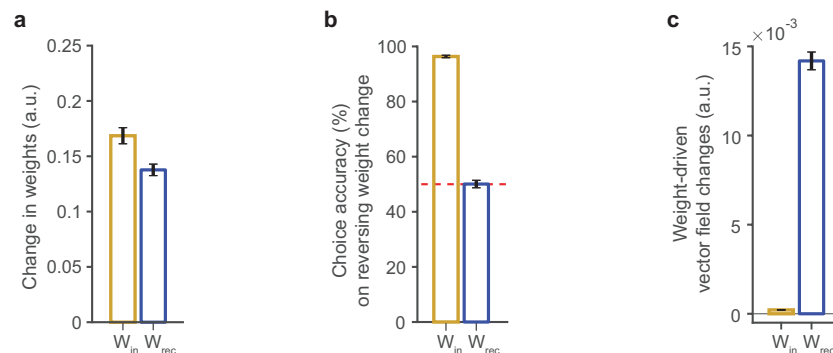 a
Change in weights (a.u.)
0.25
0.2
0.15
0.1
0.05
0
W_in W_rec
b
Choice accuracy (%)
on reversing weight change
100
80
60
40
20
0
W_in W_rec
c
Weight-driven
vector field changes (a.u.)
×10^-3
15
10
5
0
W_in W_rec